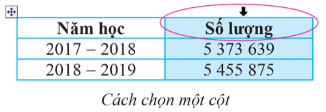 Năm học Số lượng
2017 – 2018 5 373 639
2018 – 2019 5 455 875
Cách chọn một cột